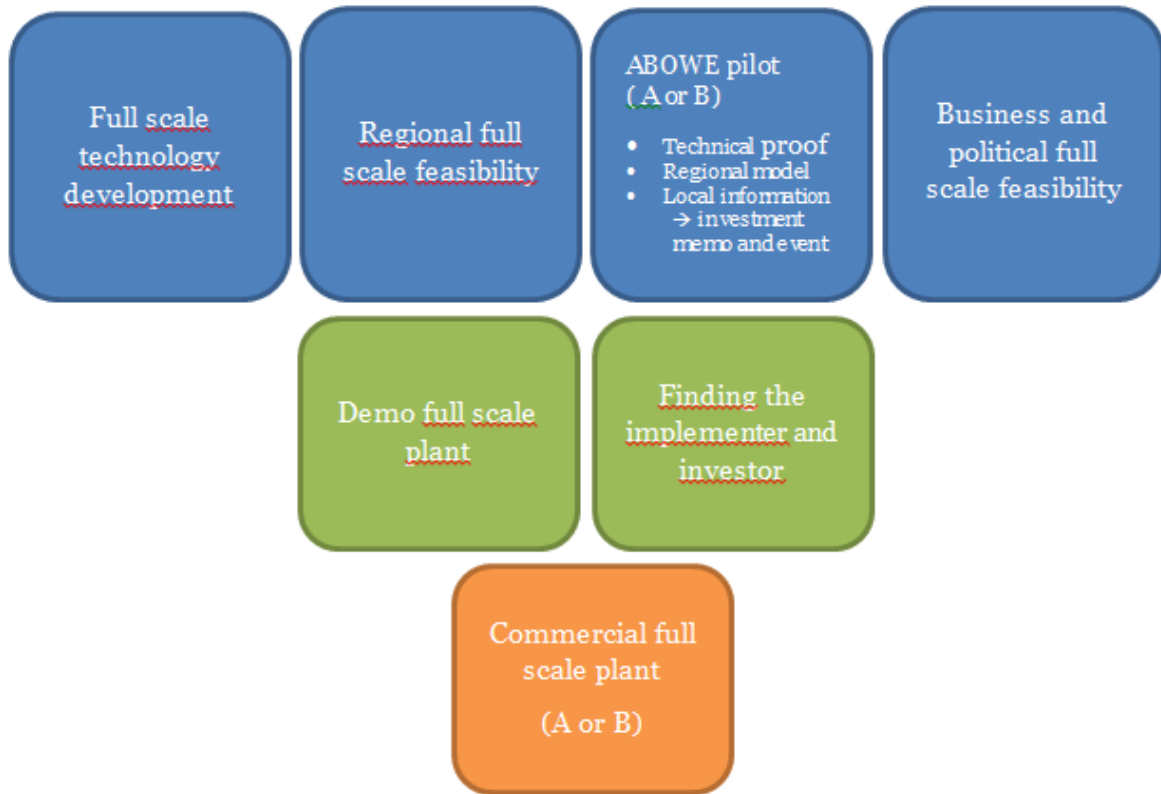 Full scale
technology
development
Regional full
scale feasibility
ABOWE pilot
( A or B)
• Technical proof
• Regional model
• Local information
→ investment
memo and event
Business and
political full
scale feasibility
Demo full scale
plant
Finding the
implementer and
investor
Commercial full
scale plant
(A or B)